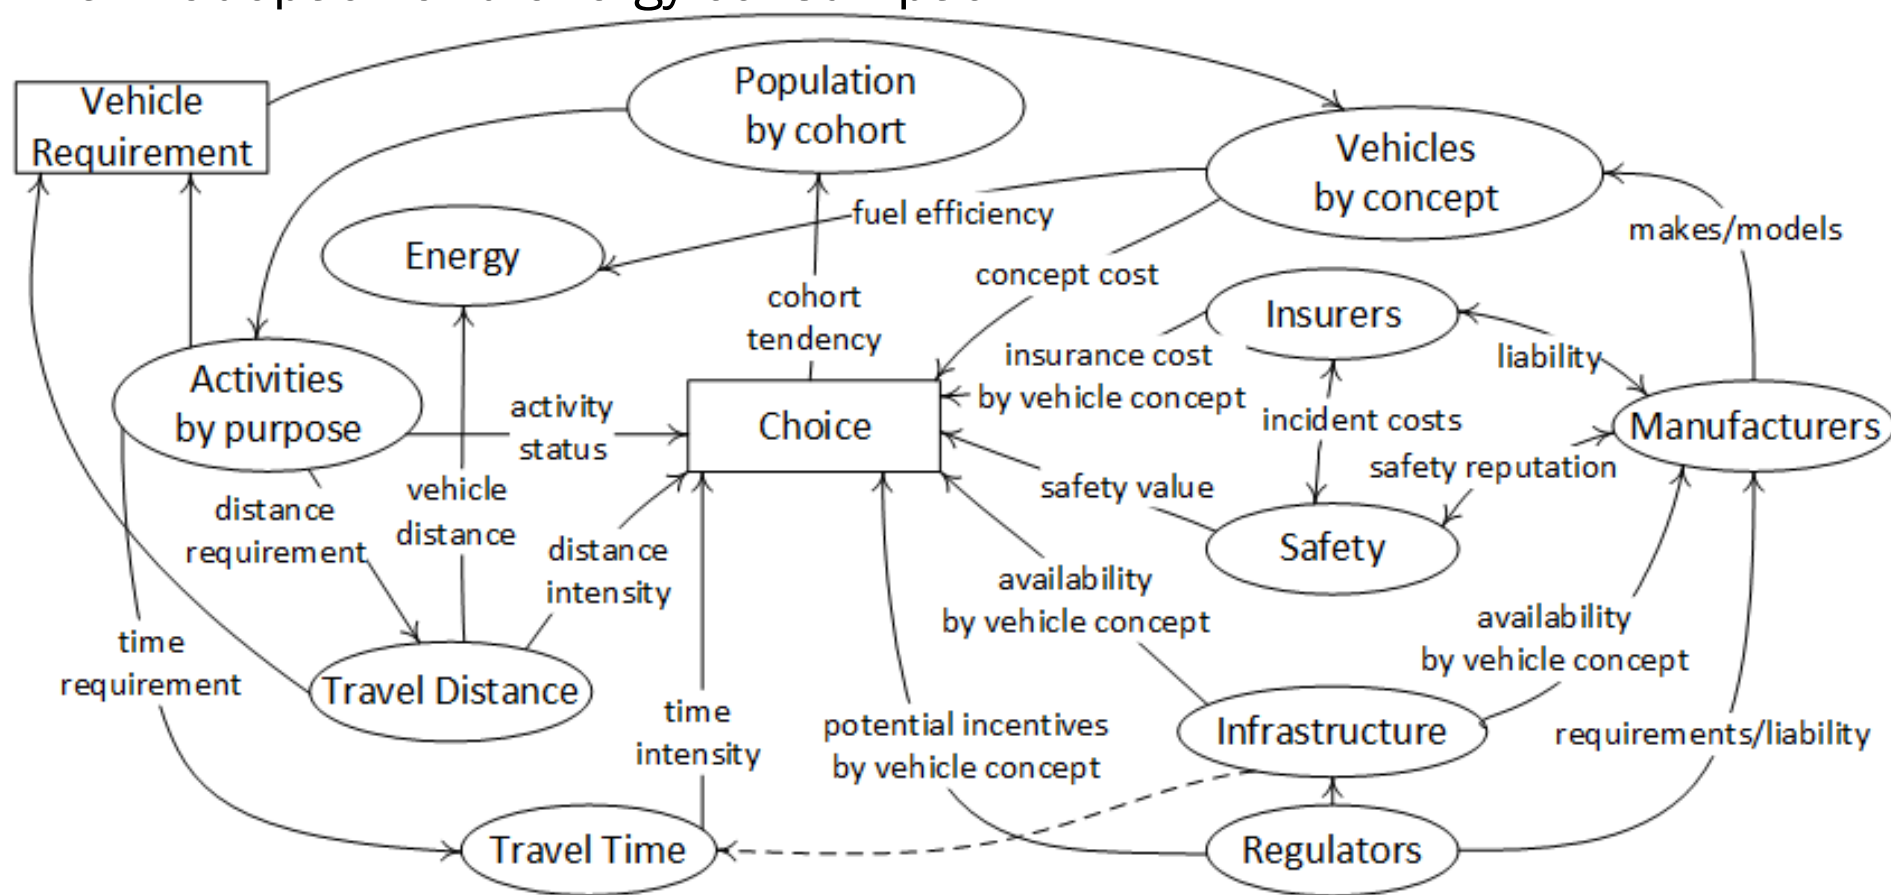 Vehicle
Requirement
Population
by cohort
Vehicles
by concept
fuel efficiency
makes/models
Energy
concept cost
cohort
tendency
Insurers
insurance cost
by vehicle concept
liability
Activities
by purpose
activity
status
Choice
incident costs
Manufacturers
safety reputation
safety value
distance
requirement
vehicle
distance
distance
intensity
Safety
availability
by vehicle concept
availability
by vehicle concept
time
requirement
Travel Distance
time
intensity
potential incentives
by vehicle concept
Infrastructure
requirements/liability
Travel Time
Regulators